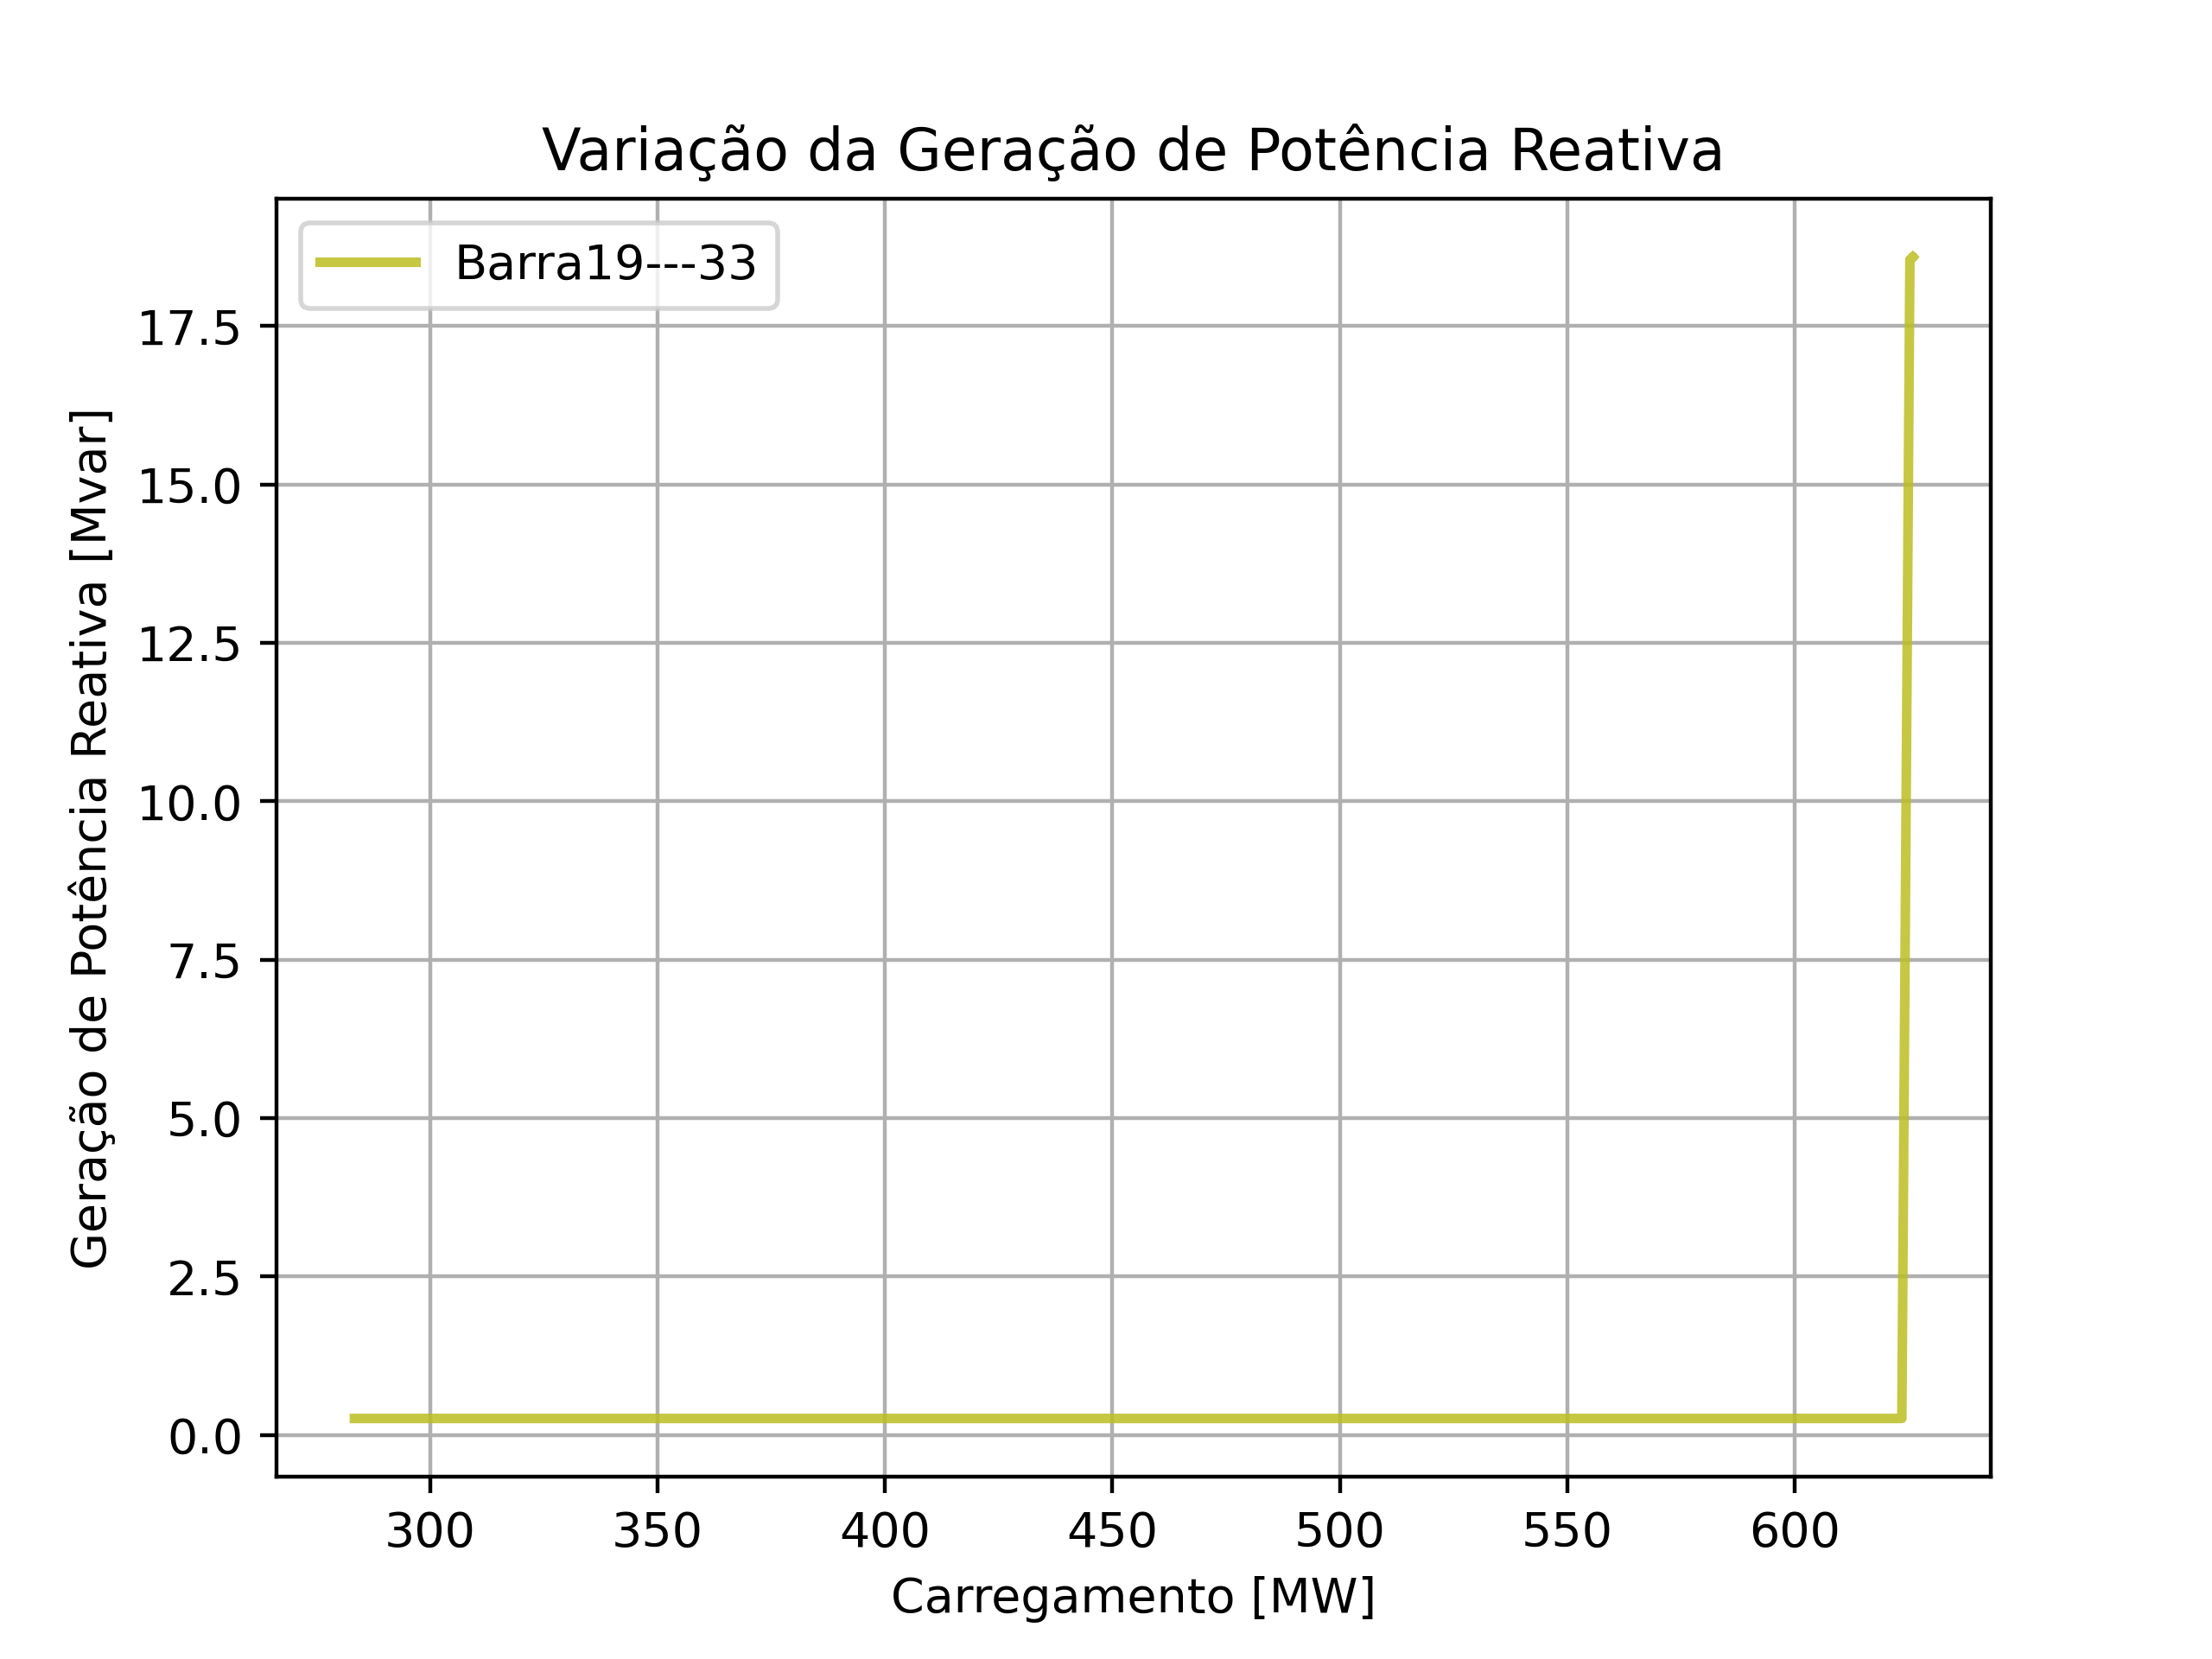 Variação da Geração de Potência Reativa
Barra19---33
Geração de Potência Reativa [Mvar]
17.5
15.0
12.5
10.0
7.5
5.0
2.5
0.0
300 350 400 450 500 550 600
Carregamento [MW]